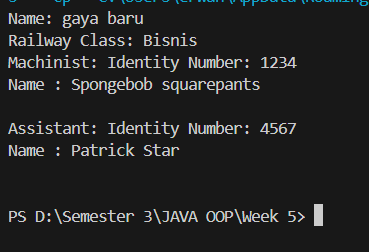 Name: gaya baru
Railway Class: Bisnis
Machinist: Identity Number: 1234
Name : Spongebob squarepants
Assistant: Identity Number: 4567
Name : Patrick Star
PS D:\Semester 3\JAVA OOP\Week 5>